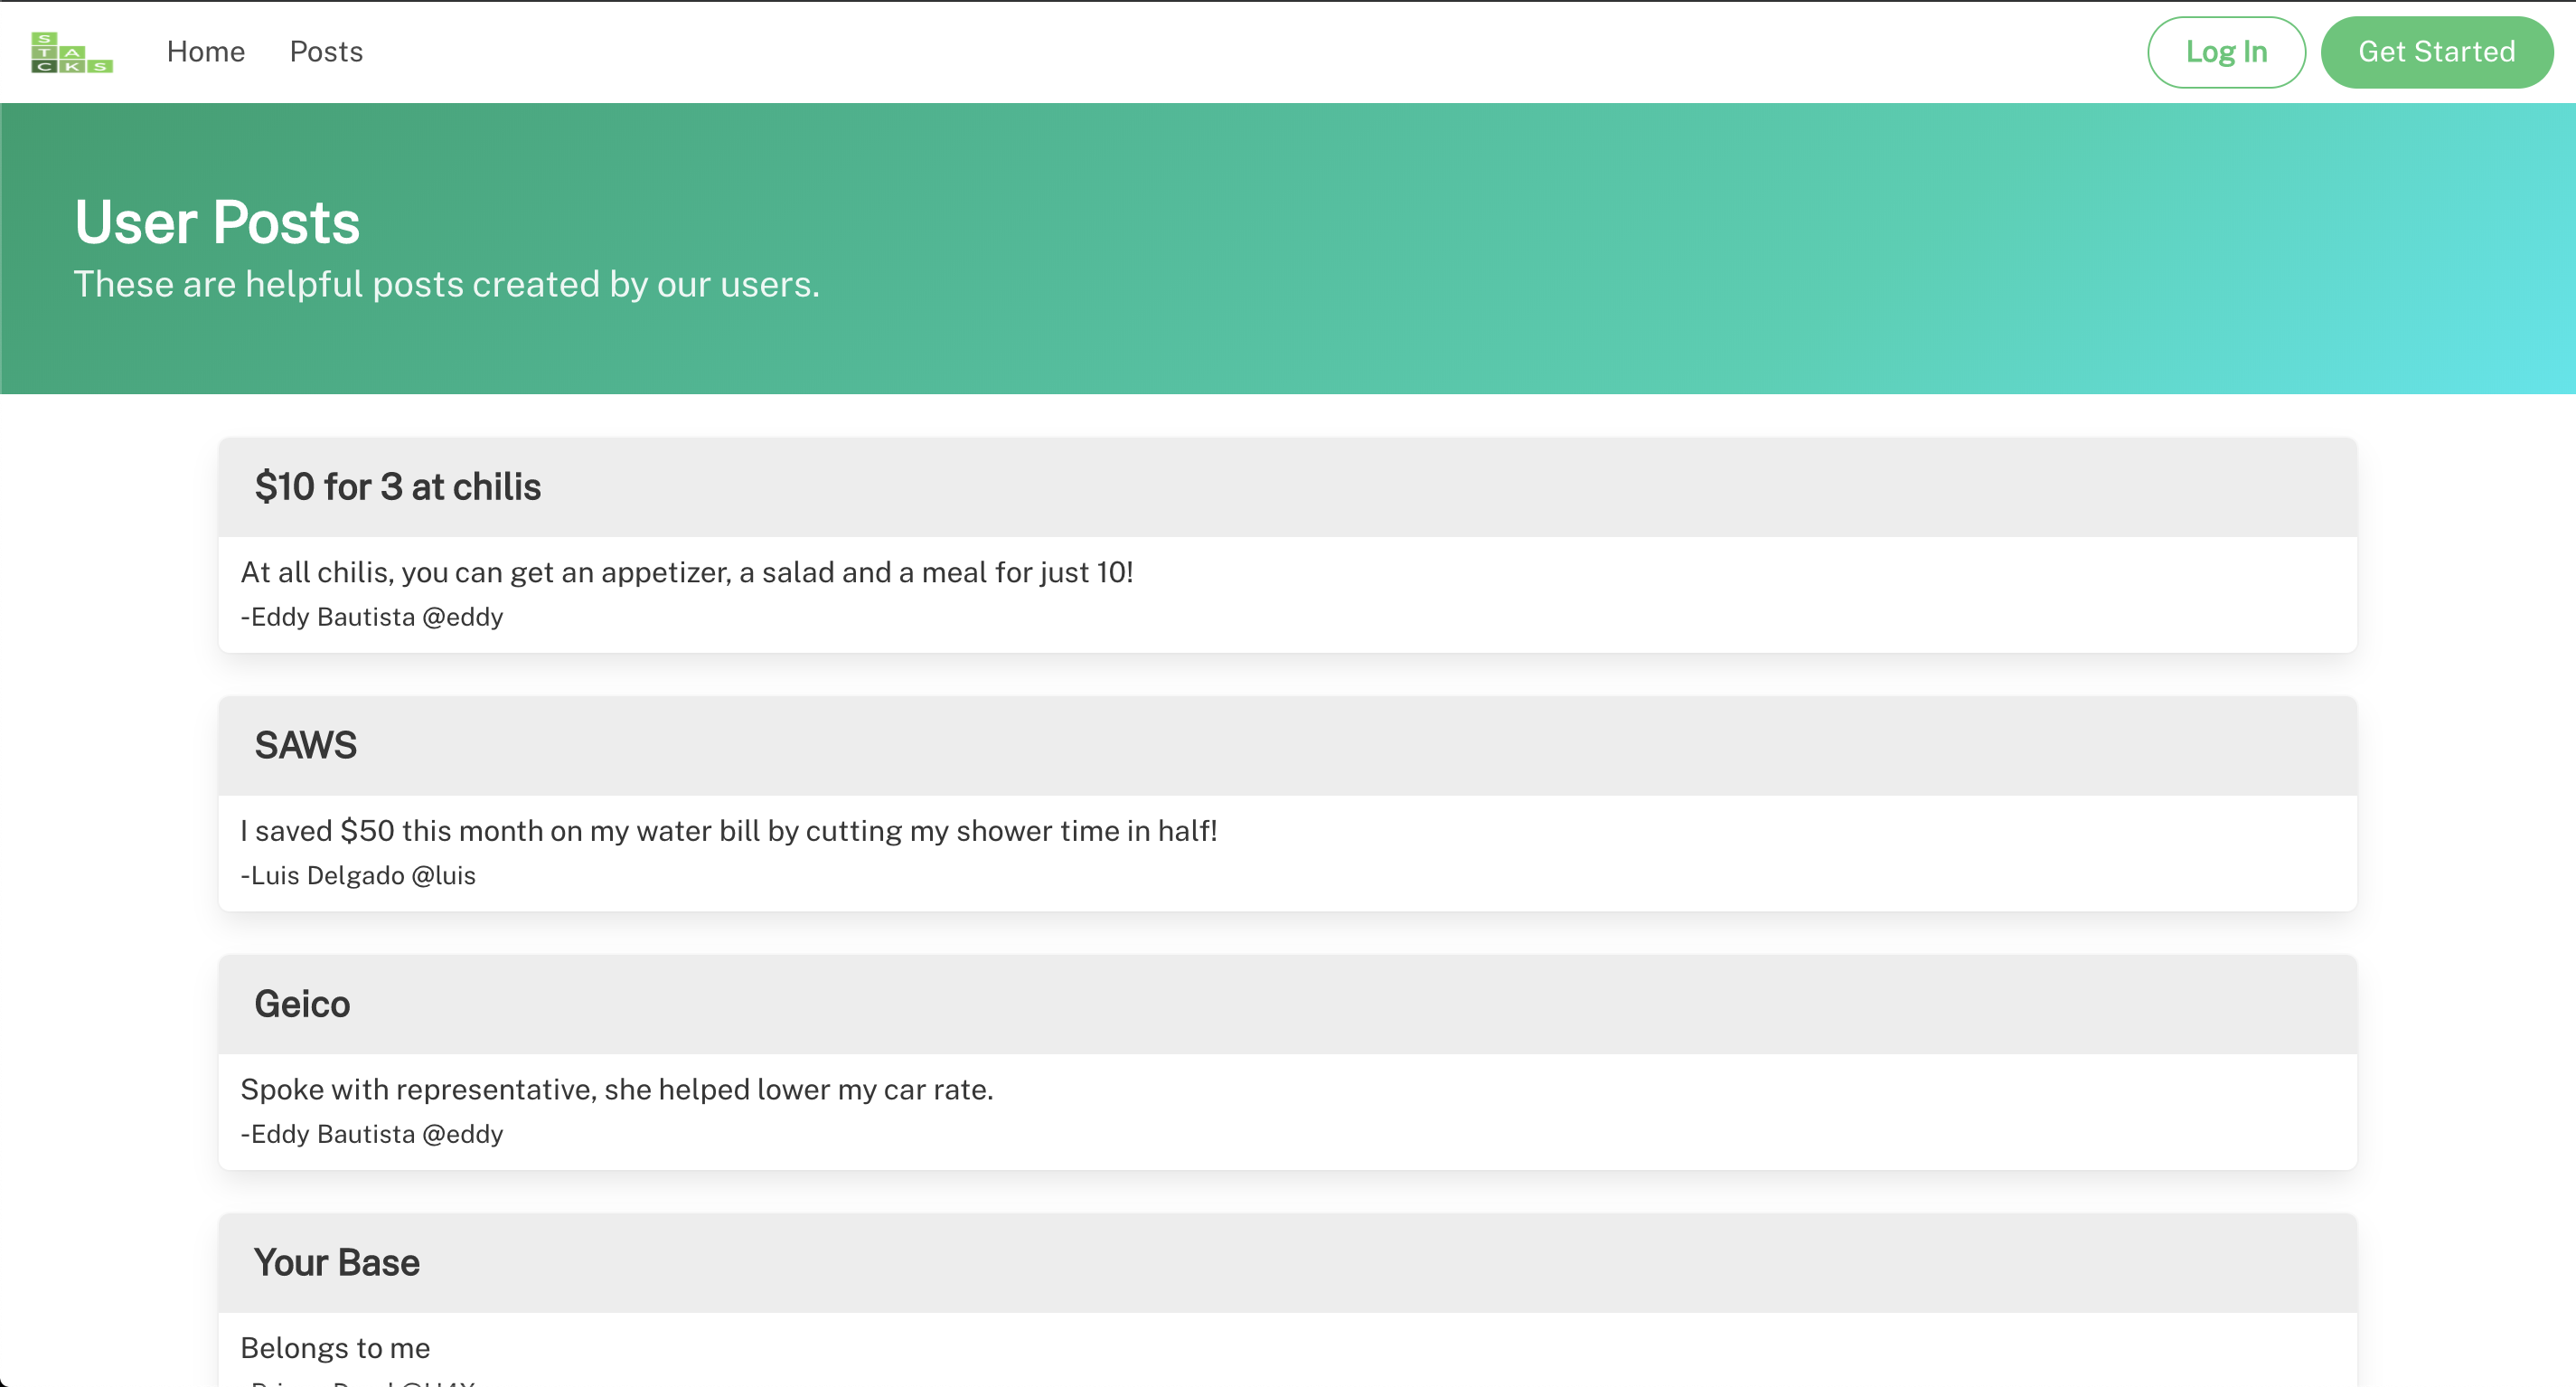 S
TA
CKS
Home
Posts
Log In
Get Started
User Posts
These are helpful posts created by our users.
$10 for 3 at chilis
At all chilis, you can get an appetizer, a salad and a meal for just 10!
-Eddy Bautista @eddy
SAWS
I saved $50 this month on my water bill by cutting my shower time in half!
-Luis Delgado @luis
Geico
Spoke with representative, she helped lower my car rate.
-Eddy Bautista @eddy
Your Base
Belongs to me